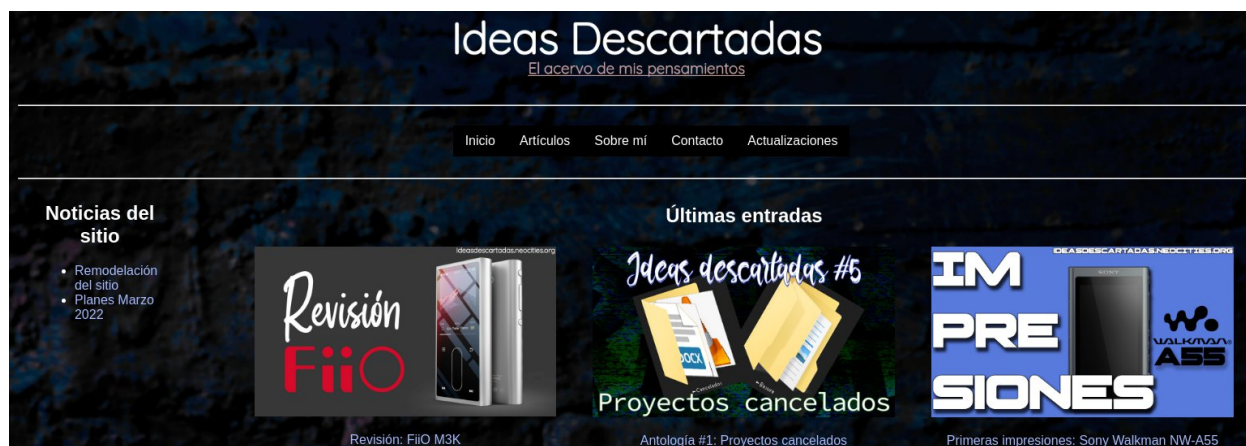 Ideas Descartadas
El acervo de mis pensamientos
Inicio Artículos Sobre mí Contacto Actualizaciones
Noticias del
sitio
Remodelación
del sitio
Planes Marzo
2022
Últimas entradas
Ideasdescartadas.neocities.org
Revisión
FiiO
Revisión: FiiO M3K
Ideas descartadas #5
DOCX
Cancelados
Proyectos cancelados
Antología #1: Proyectos cancelados
IDEASDESCARTADAS.NEOCITIES.ORG
IM
PRE
SIONES
SONY
WALKMAN®
A55
Primeras impresiones: Sony Walkman NW-A55